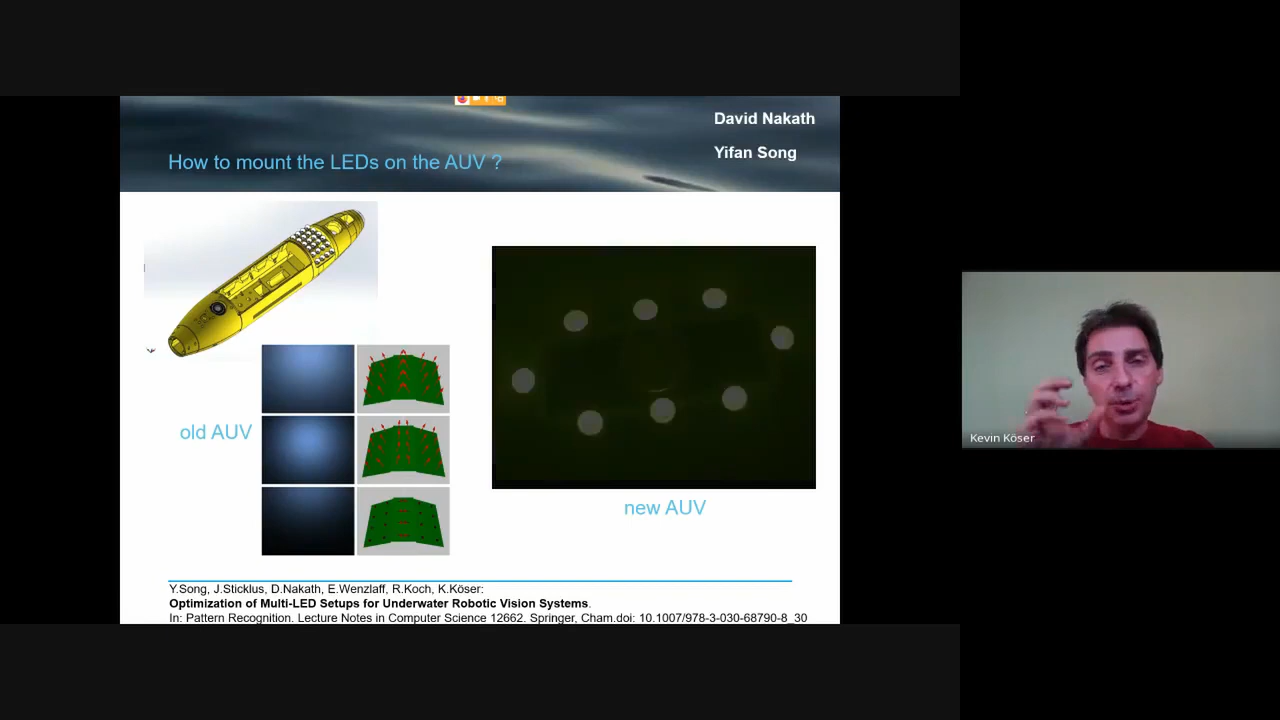 David Nakath
Yifan Song
How to mount the LEDs on the AUV ?
old AUV
new AUV
Kevin Köser
Y.Song, J.Sticklus, D.Nakath, E.Wenzlaff, R.Koch, K.Köser:
Optimization of Multi-LED Setups for Underwater Robotic Vision Systems.
In: Pattern Recognition. Lecture Notes in Computer Science 12662. Springer, Cham.doi: 10.1007/978-3-030-68790-8_30